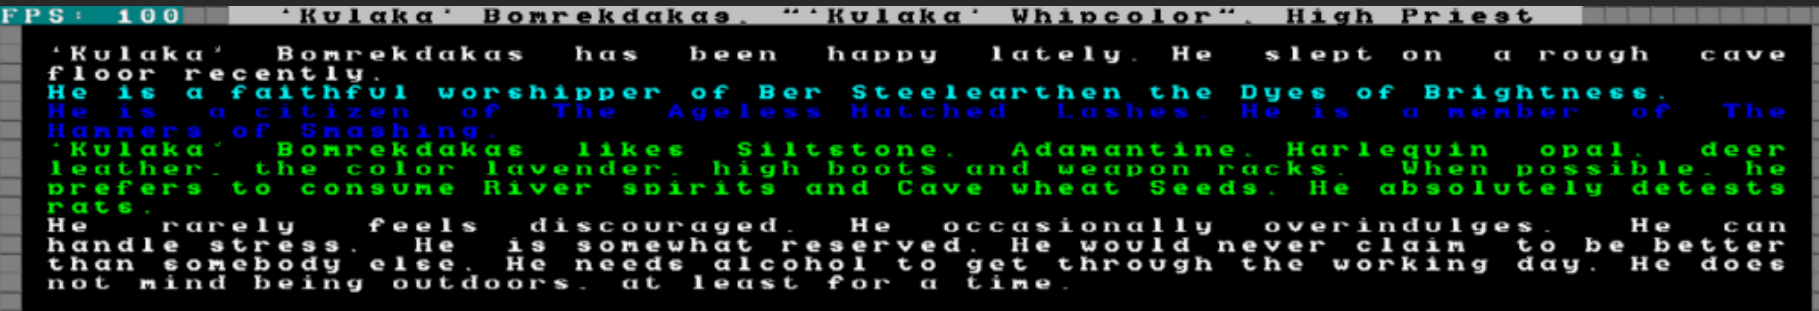 FPS: 100 `Kulaka' Bomrekdakas, "`Kulaka' Whipcolor", High Priest
`Kulaka' Bomrekdakas has been happy lately. He slept on a rough cave
floor recently.
He is a faithful worshipper of Ber Steelearthen the Dyes of Brightness.
He is a citizen of The Ageless Hatched Lashes. He is a member of The
Hammers of Smashing.
`Kulaka' Bomrekdakas likes Siltstone, Adamantine, Harlequin opal, deer
leather, the color lavender, high boots and weapon racks. When possible, he
prefers to consume River spirits and Cave wheat Seeds. He absolutely detests
rats.
He rarely feels discouraged. He occasionally overindulges. He can
handle stress. He is somewhat reserved. He would never claim to be better
than somebody else. He needs alcohol to get through the working day. He does
not mind being outdoors, at least for a time.